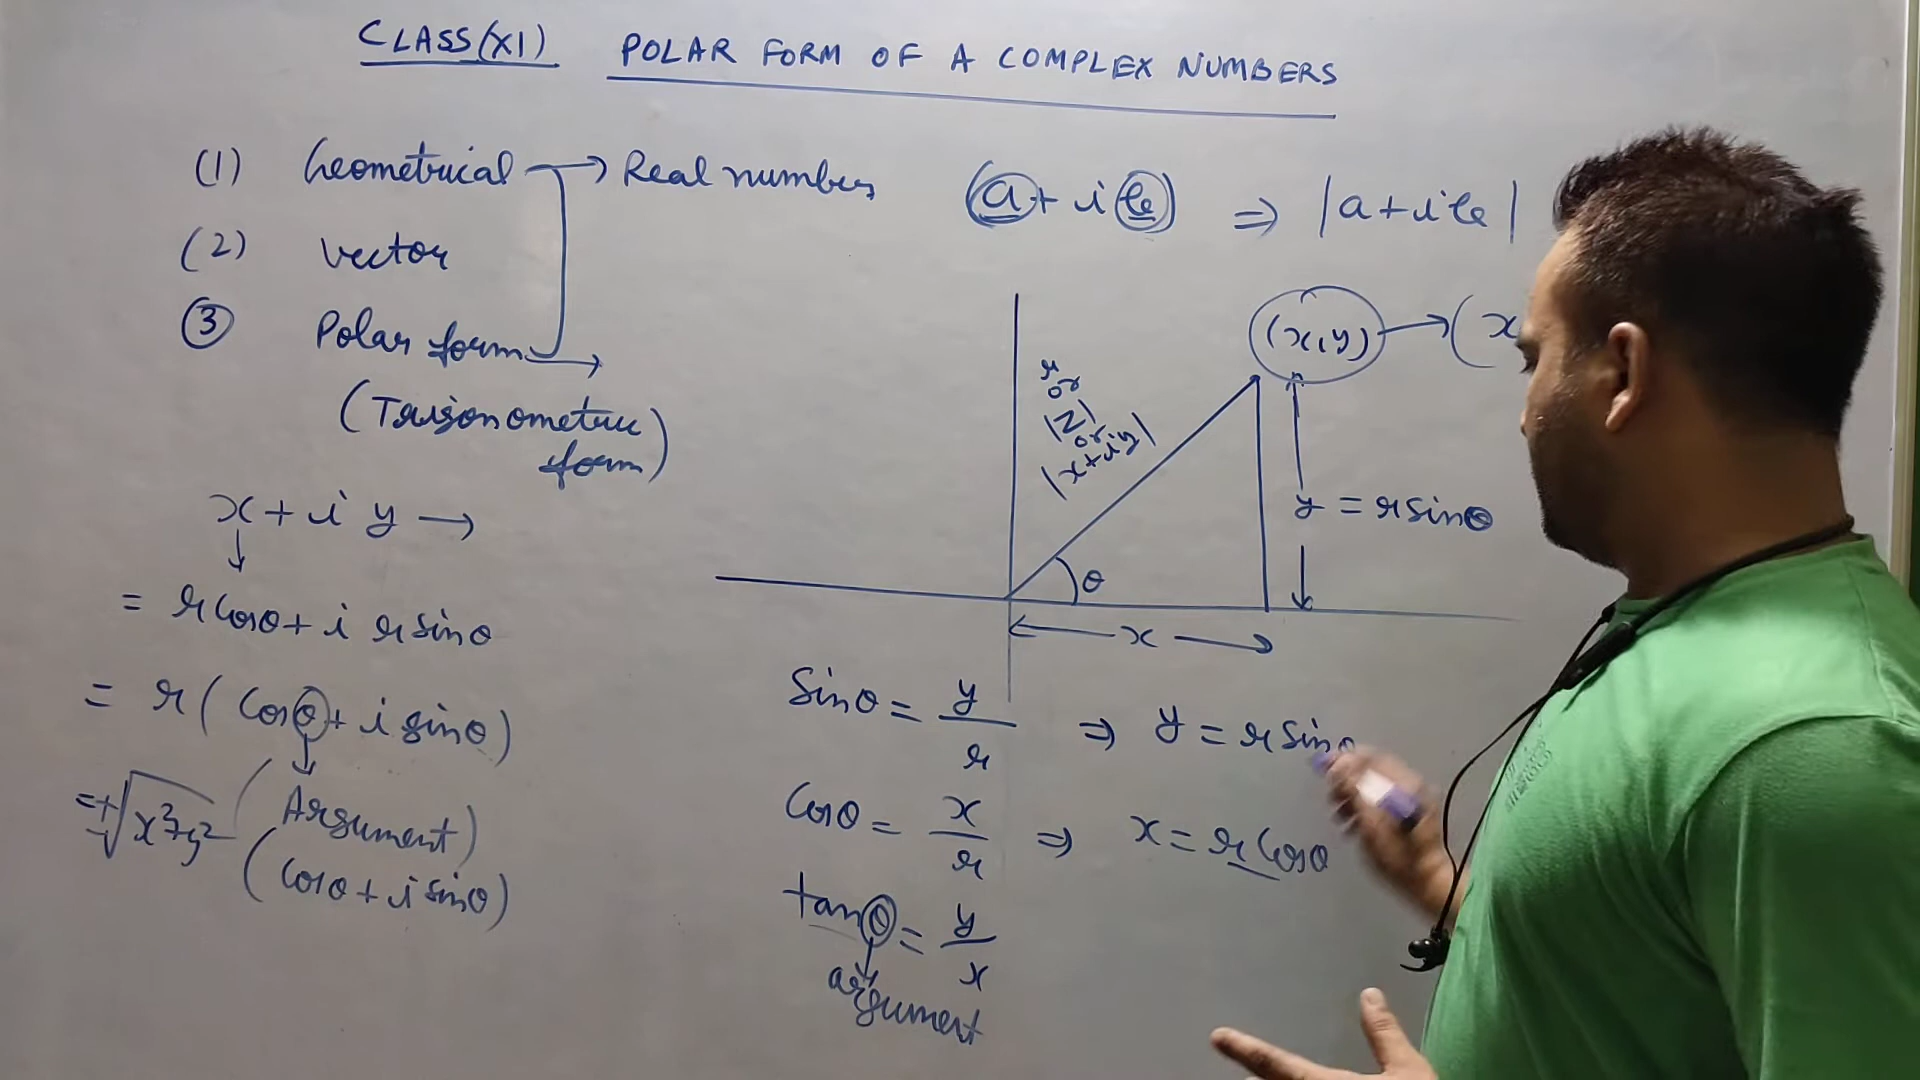 CLASS(XI) POLAR FORM OF A COMPLEX NUMBERS
(1) Geometrical → Real numbers
(a + ib) ⇒ |a + ib|
(2) Vector
(3) Polar form →
(Trigonometric
form)
(x,y) → (x
r
or
|Z|
or
|x+iy|
y = r sinθ
θ
x
x + i y →
= r cosθ + i r sinθ
= r (cosθ + i sinθ)
(Argument)
= ±√x²+y² (cosθ + i sinθ)
sinθ = y/r ⇒ y = r sinθ
cosθ = x/r ⇒ x = r cosθ
tanθ = y/x
argument